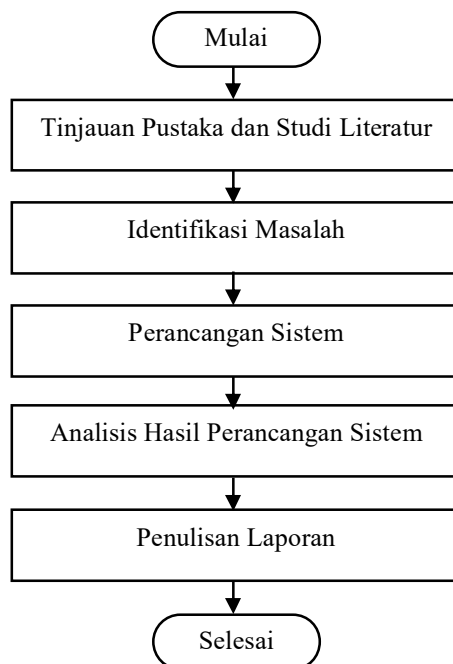 Mulai
Tinjauan Pustaka dan Studi Literatur
Identifikasi Masalah
Perancangan Sistem
Analisis Hasil Perancangan Sistem
Penulisan Laporan
Selesai